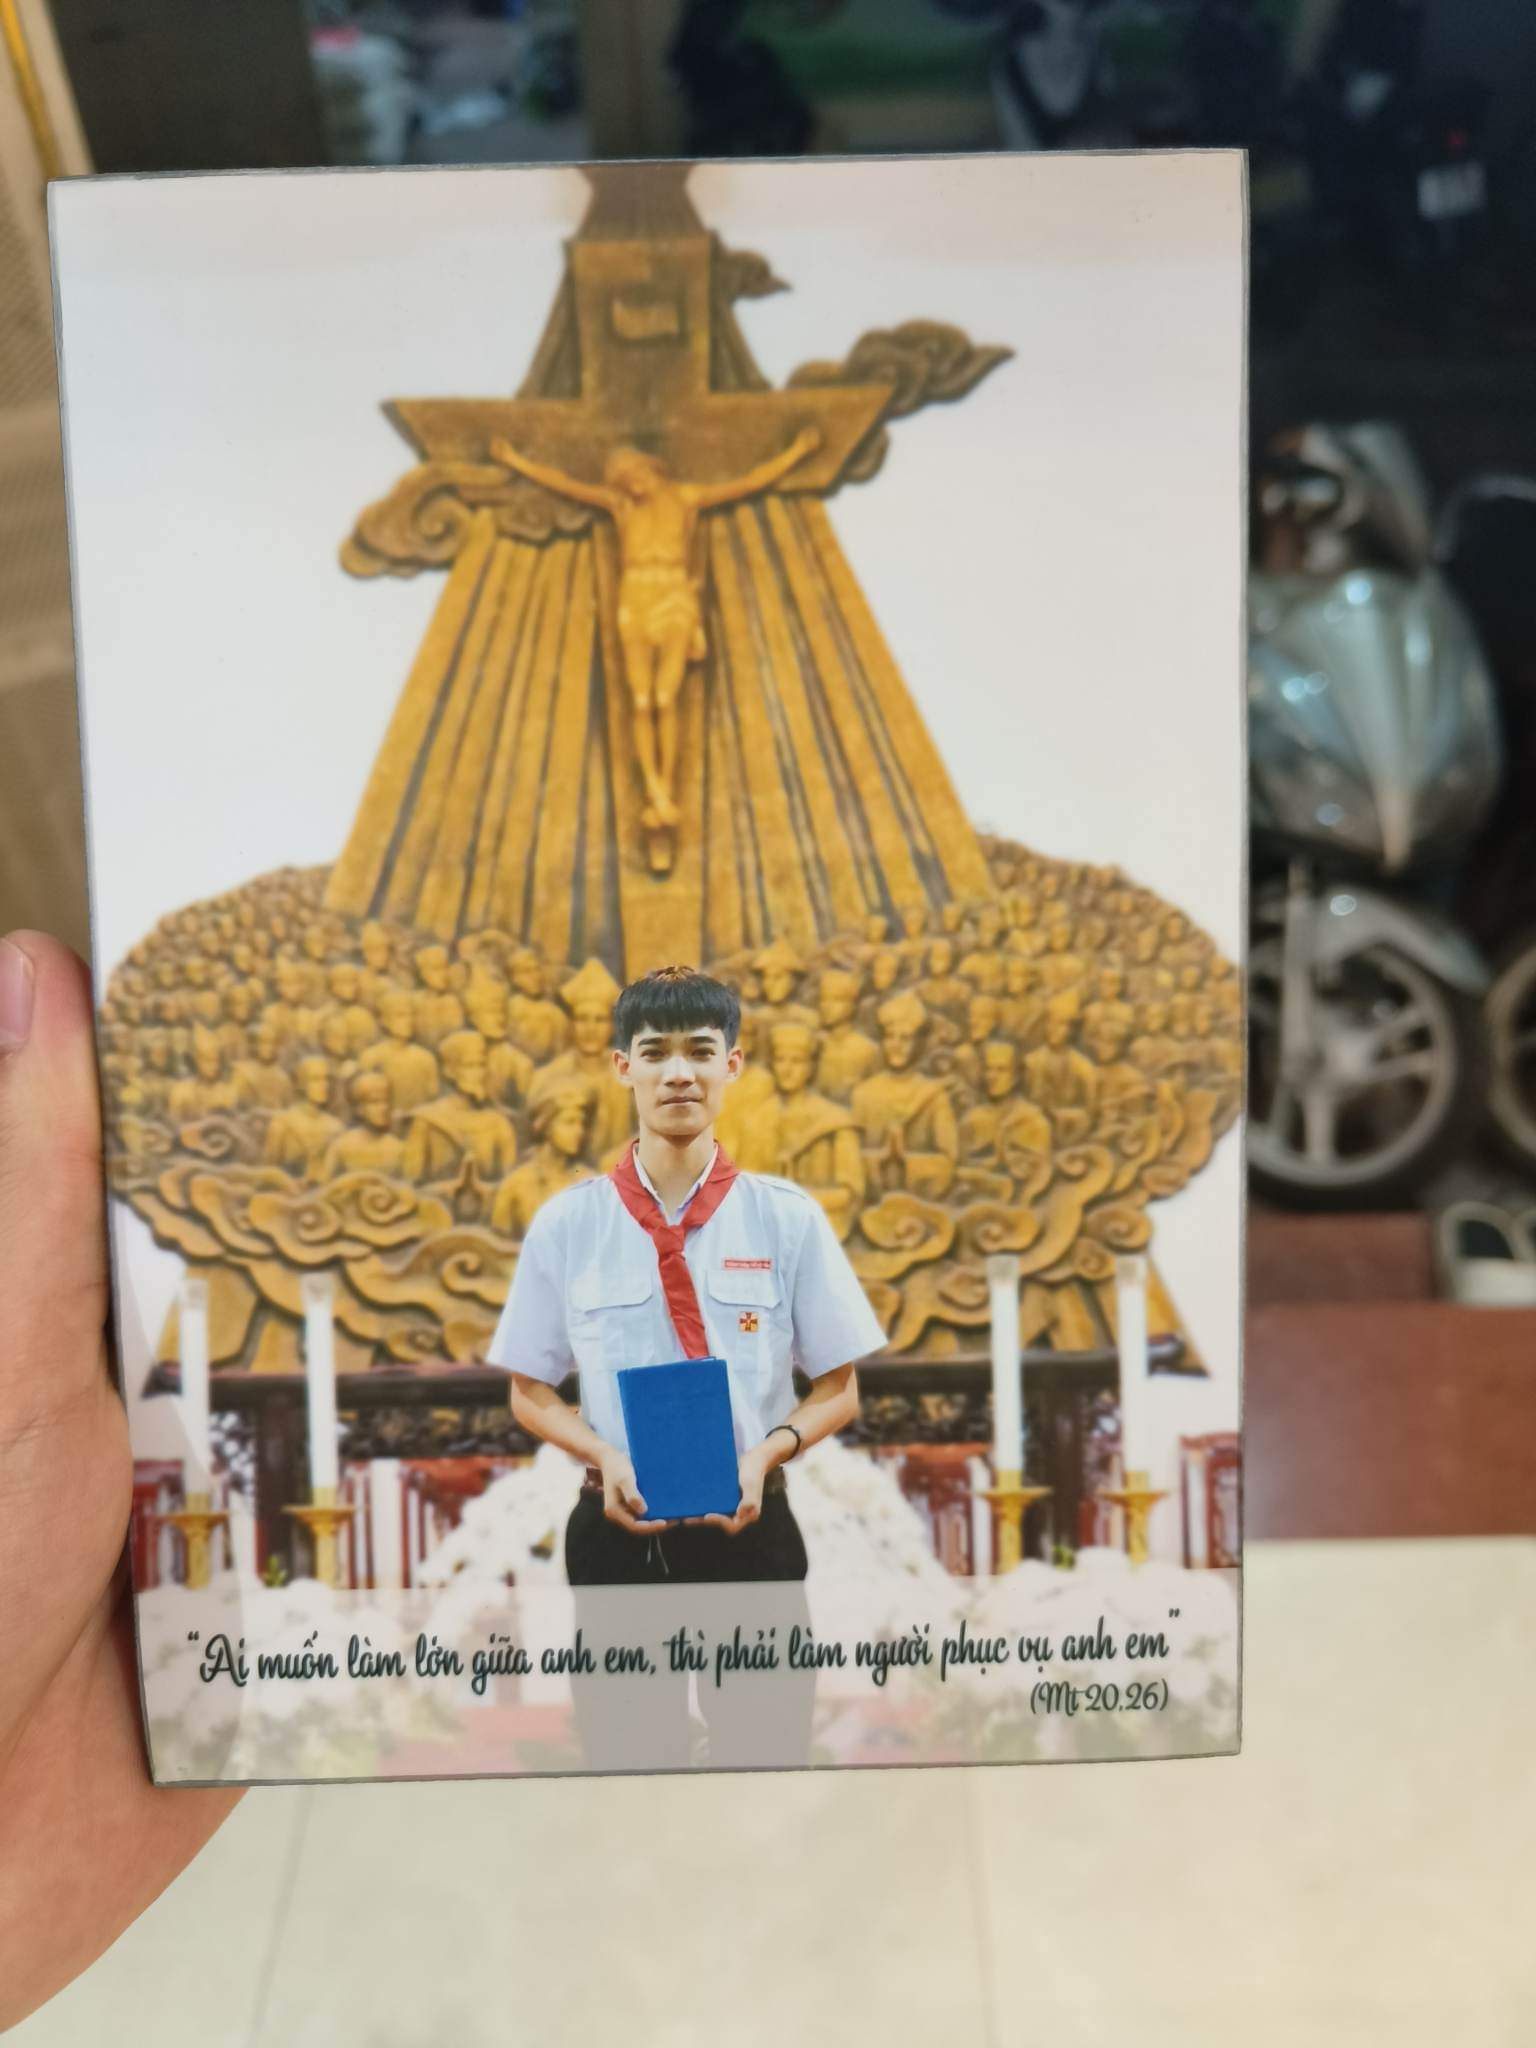 “Ai muốn làm lớn giữa anh em, thì phải làm người phục vụ anh em”
(Mt 20,26)